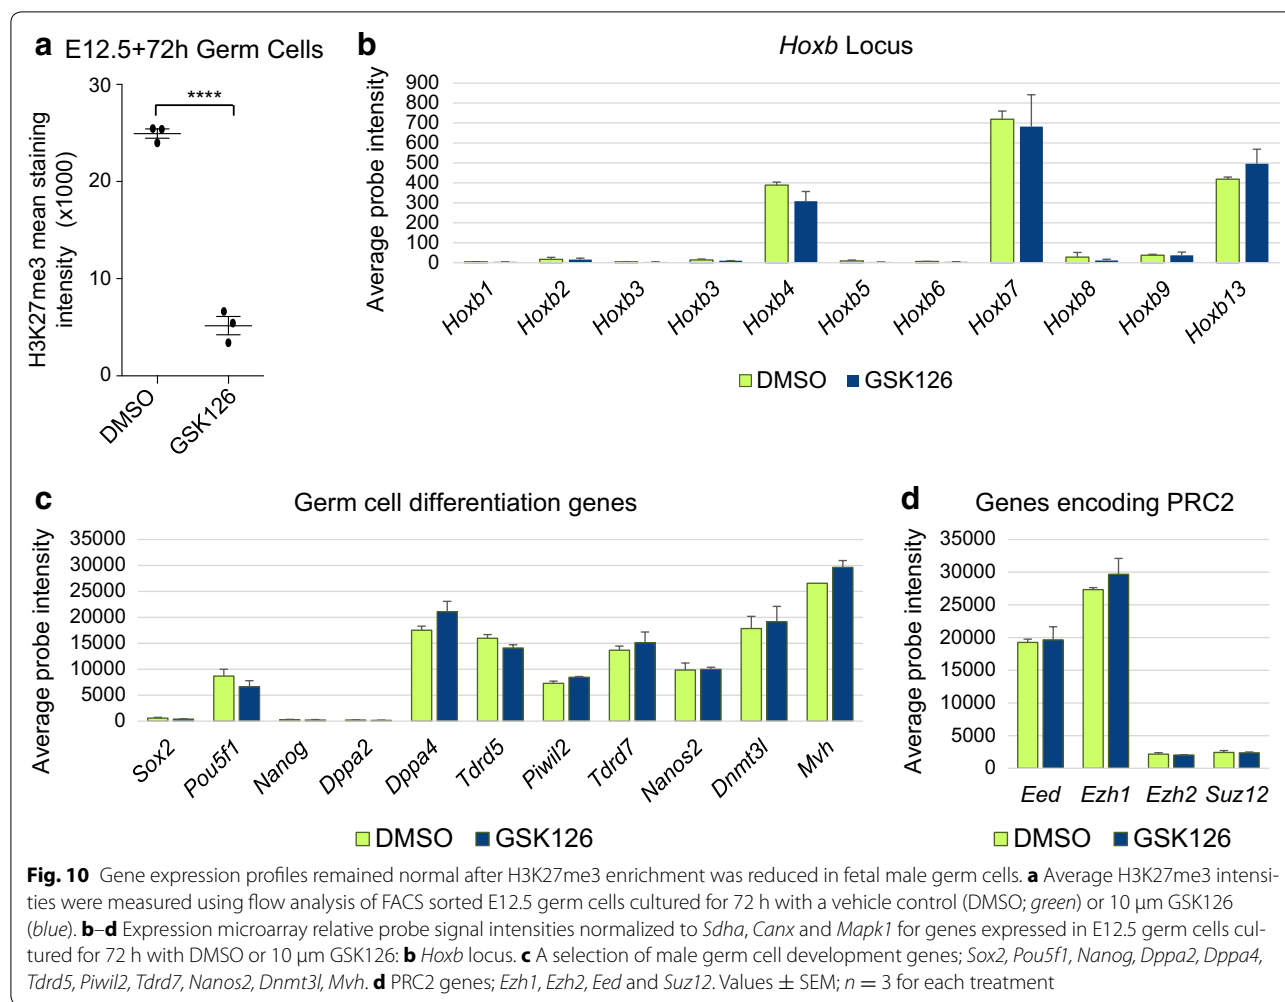 a E12.5+72h Germ Cells
H3K27me3 mean staining
intensity (x1000)
30
20
10
0
****
DMSO
GSK126
b Hoxb Locus
Average probe intensity
900
800
700
600
500
400
300
200
100
0
Hoxb1
Hoxb2
Hoxb3
Hoxb3
Hoxb4
Hoxb5
Hoxb6
Hoxb7
Hoxb8
Hoxb9
Hoxb13
DMSO GSK126
c Germ cell differentiation genes
Average probe intensity
35000
30000
25000
20000
15000
10000
5000
0
Sox2
Pou5f1
Nanog
Dppa2
Dppa4
Tdrd5
Piwil2
Tdrd7
Nanos2
Dnmt3l
Mvh
DMSO GSK126
d Genes encoding PRC2
Average probe intensity
35000
30000
25000
20000
15000
10000
5000
0
Eed Ezh1 Ezh2 Suz12
DMSO GSK126
Fig. 10 Gene expression profiles remained normal after H3K27me3 enrichment was reduced in fetal male germ cells. a Average H3K27me3 intensi-
ties were measured using flow analysis of FACS sorted E12.5 germ cells cultured for 72 h with a vehicle control (DMSO; green) or 10 µm GSK126
(blue). b–d Expression microarray relative probe signal intensities normalized to Sdha, Canx and Mapk1 for genes expressed in E12.5 germ cells cul-
tured for 72 h with DMSO or 10 µm GSK126: b Hoxb locus. c A selection of male germ cell development genes; Sox2, Pou5f1, Nanog, Dppa2, Dppa4,
Tdrd5, Piwil2, Tdrd7, Nanos2, Dnmt3l, Mvh. d PRC2 genes; Ezh1, Ezh2, Eed and Suz12. Values ± SEM; n = 3 for each treatment